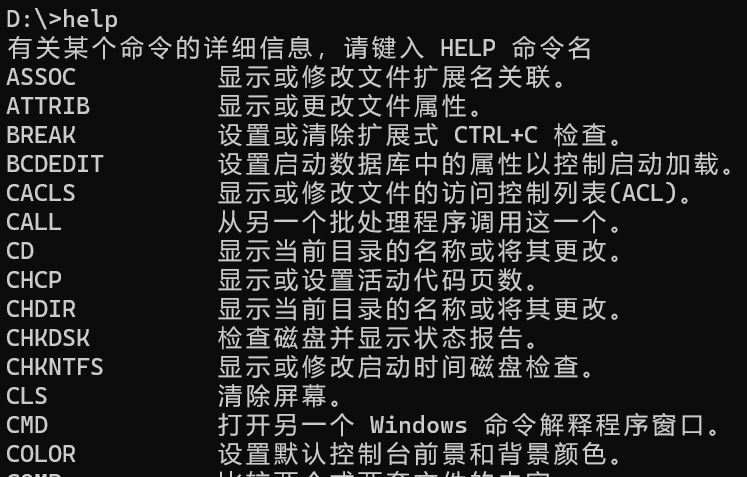 D:\>help
有关某个命令的详细信息，请键入 HELP 命令名
ASSOC 显示或修改文件扩展名关联。
ATTRIB 显示或更改文件属性。
BREAK 设置或清除扩展式 CTRL+C 检查。
BCDEDIT 设置启动数据库中的属性以控制启动加载。
CACLS 显示或修改文件的访问控制列表(ACL)。
CALL 从另一个批处理程序调用这一个。
CD 显示当前目录的名称或将其更改。
CHCP 显示或设置活动代码页数。
CHDIR 显示当前目录的名称或将其更改。
CHKDSK 检查磁盘并显示状态报告。
CHKNTFS 显示或修改启动时间磁盘检查。
CLS 清除屏幕。
CMD 打开另一个 Windows 命令解释程序窗口。
COLOR 设置默认控制台前景和背景颜色。